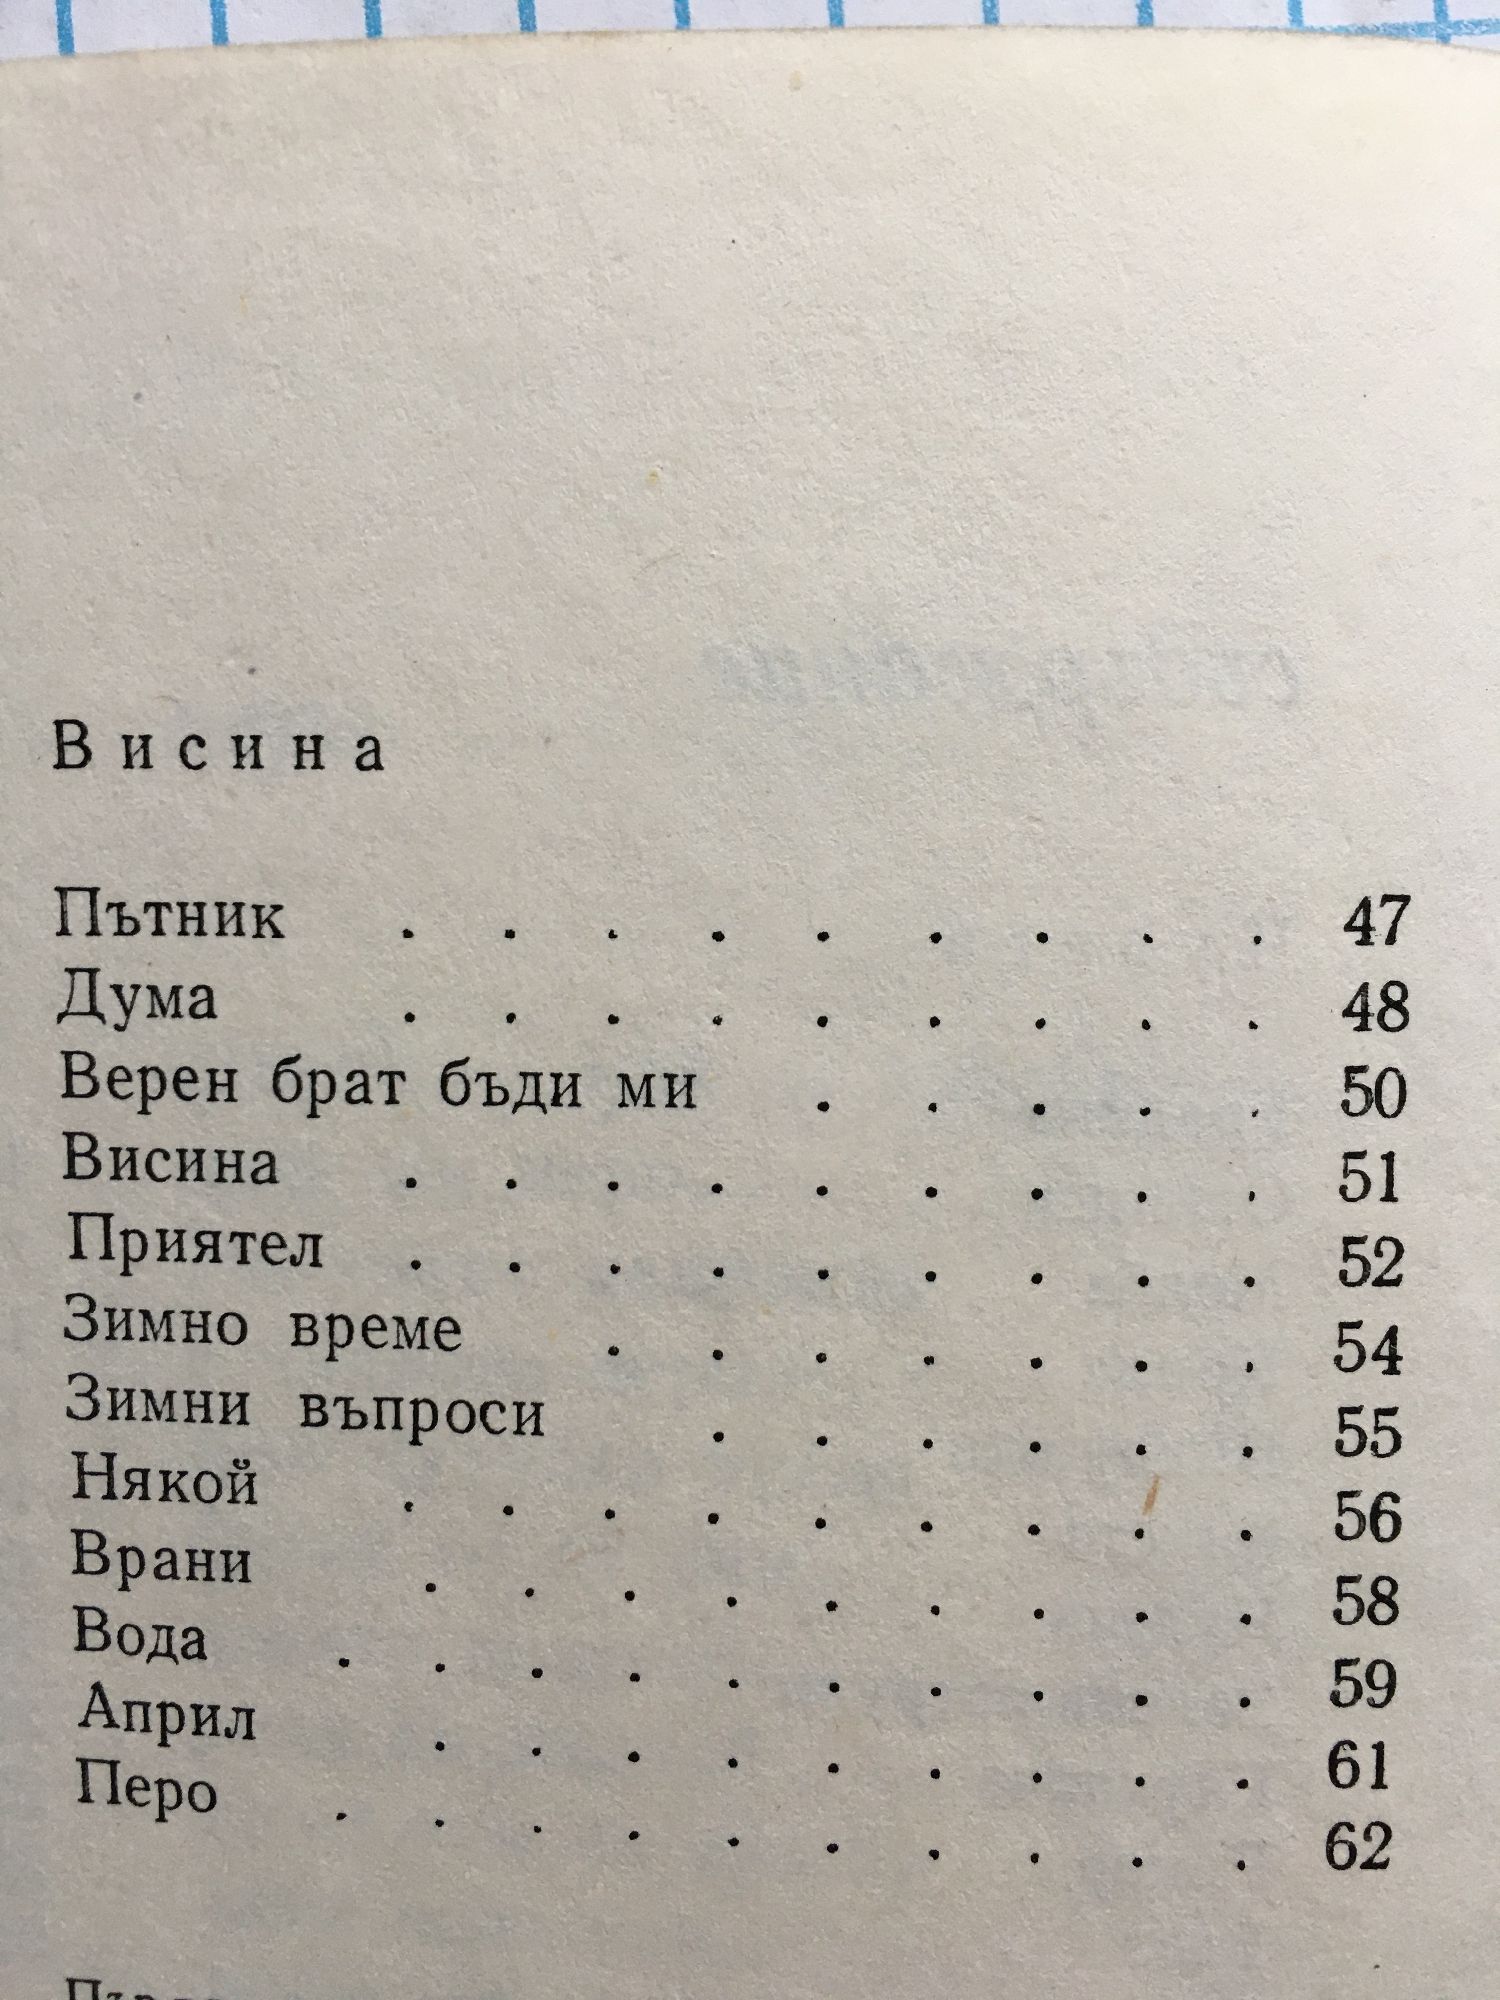 Висина
Пътник . . . . . . . . . 47
Дума . . . . . . . . . 48
Верен брат бъди ми . . . . . 50
Висина . . . . . . . . . 51
Приятел . . . . . . . . . 52
Зимно време . . . . . . . 54
Зимни въпроси . . . . . . 55
Някой . . . . . . . . . 56
Врани . . . . . . . . . 58
Вода . . . . . . . . . . 59
Април . . . . . . . . . 61
Перо . . . . . . . . . . 62